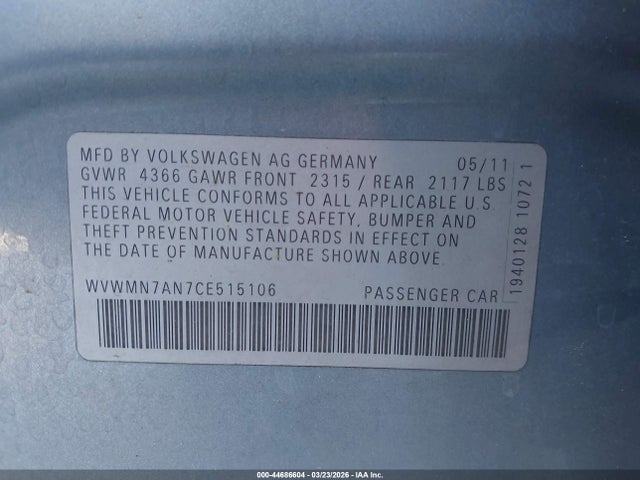 MFD BY VOLKSWAGEN AG GERMANY 05/11
GVWR 4366 GAWR FRONT 2315 / REAR 2117 LBS
THIS VEHICLE CONFORMS TO ALL APPLICABLE U.S
FEDERAL MOTOR VEHICLE SAFETY, BUMPER AND
THEFT PREVENTION STANDARDS IN EFFECT ON
THE DATE OF MANUFACTURE SHOWN ABOVE.
WVWMN7AN7CE515106 PASSENGER CAR
1940128 1072 1
000-44686604 - 03/23/2026 - IAA Inc.